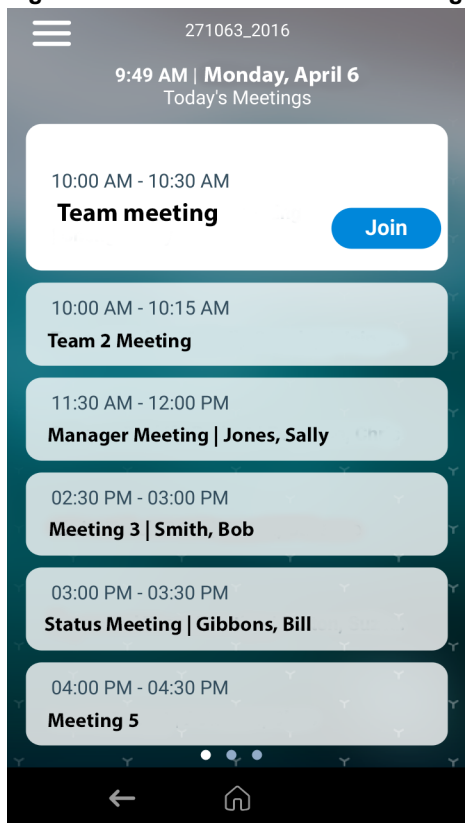 271063_2016
9:49 AM | Monday, April 6
Today's Meetings
10:00 AM - 10:30 AM
Team meeting
Join
10:00 AM - 10:15 AM
Team 2 Meeting
11:30 AM - 12:00 PM
Manager Meeting | Jones, Sally
02:30 PM - 03:00 PM
Meeting 3 | Smith, Bob
03:00 PM - 03:30 PM
Status Meeting | Gibbons, Bill
04:00 PM - 04:30 PM
Meeting 5